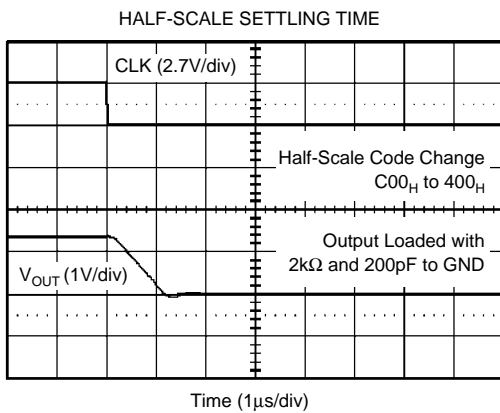 HALF-SCALE SETTLING TIME
CLK (2.7V/div)
Half-Scale Code Change
C00H to 400H
Output Loaded with
2kΩ and 200pF to GND
VOUT (1V/div)
Time (1μs/div)